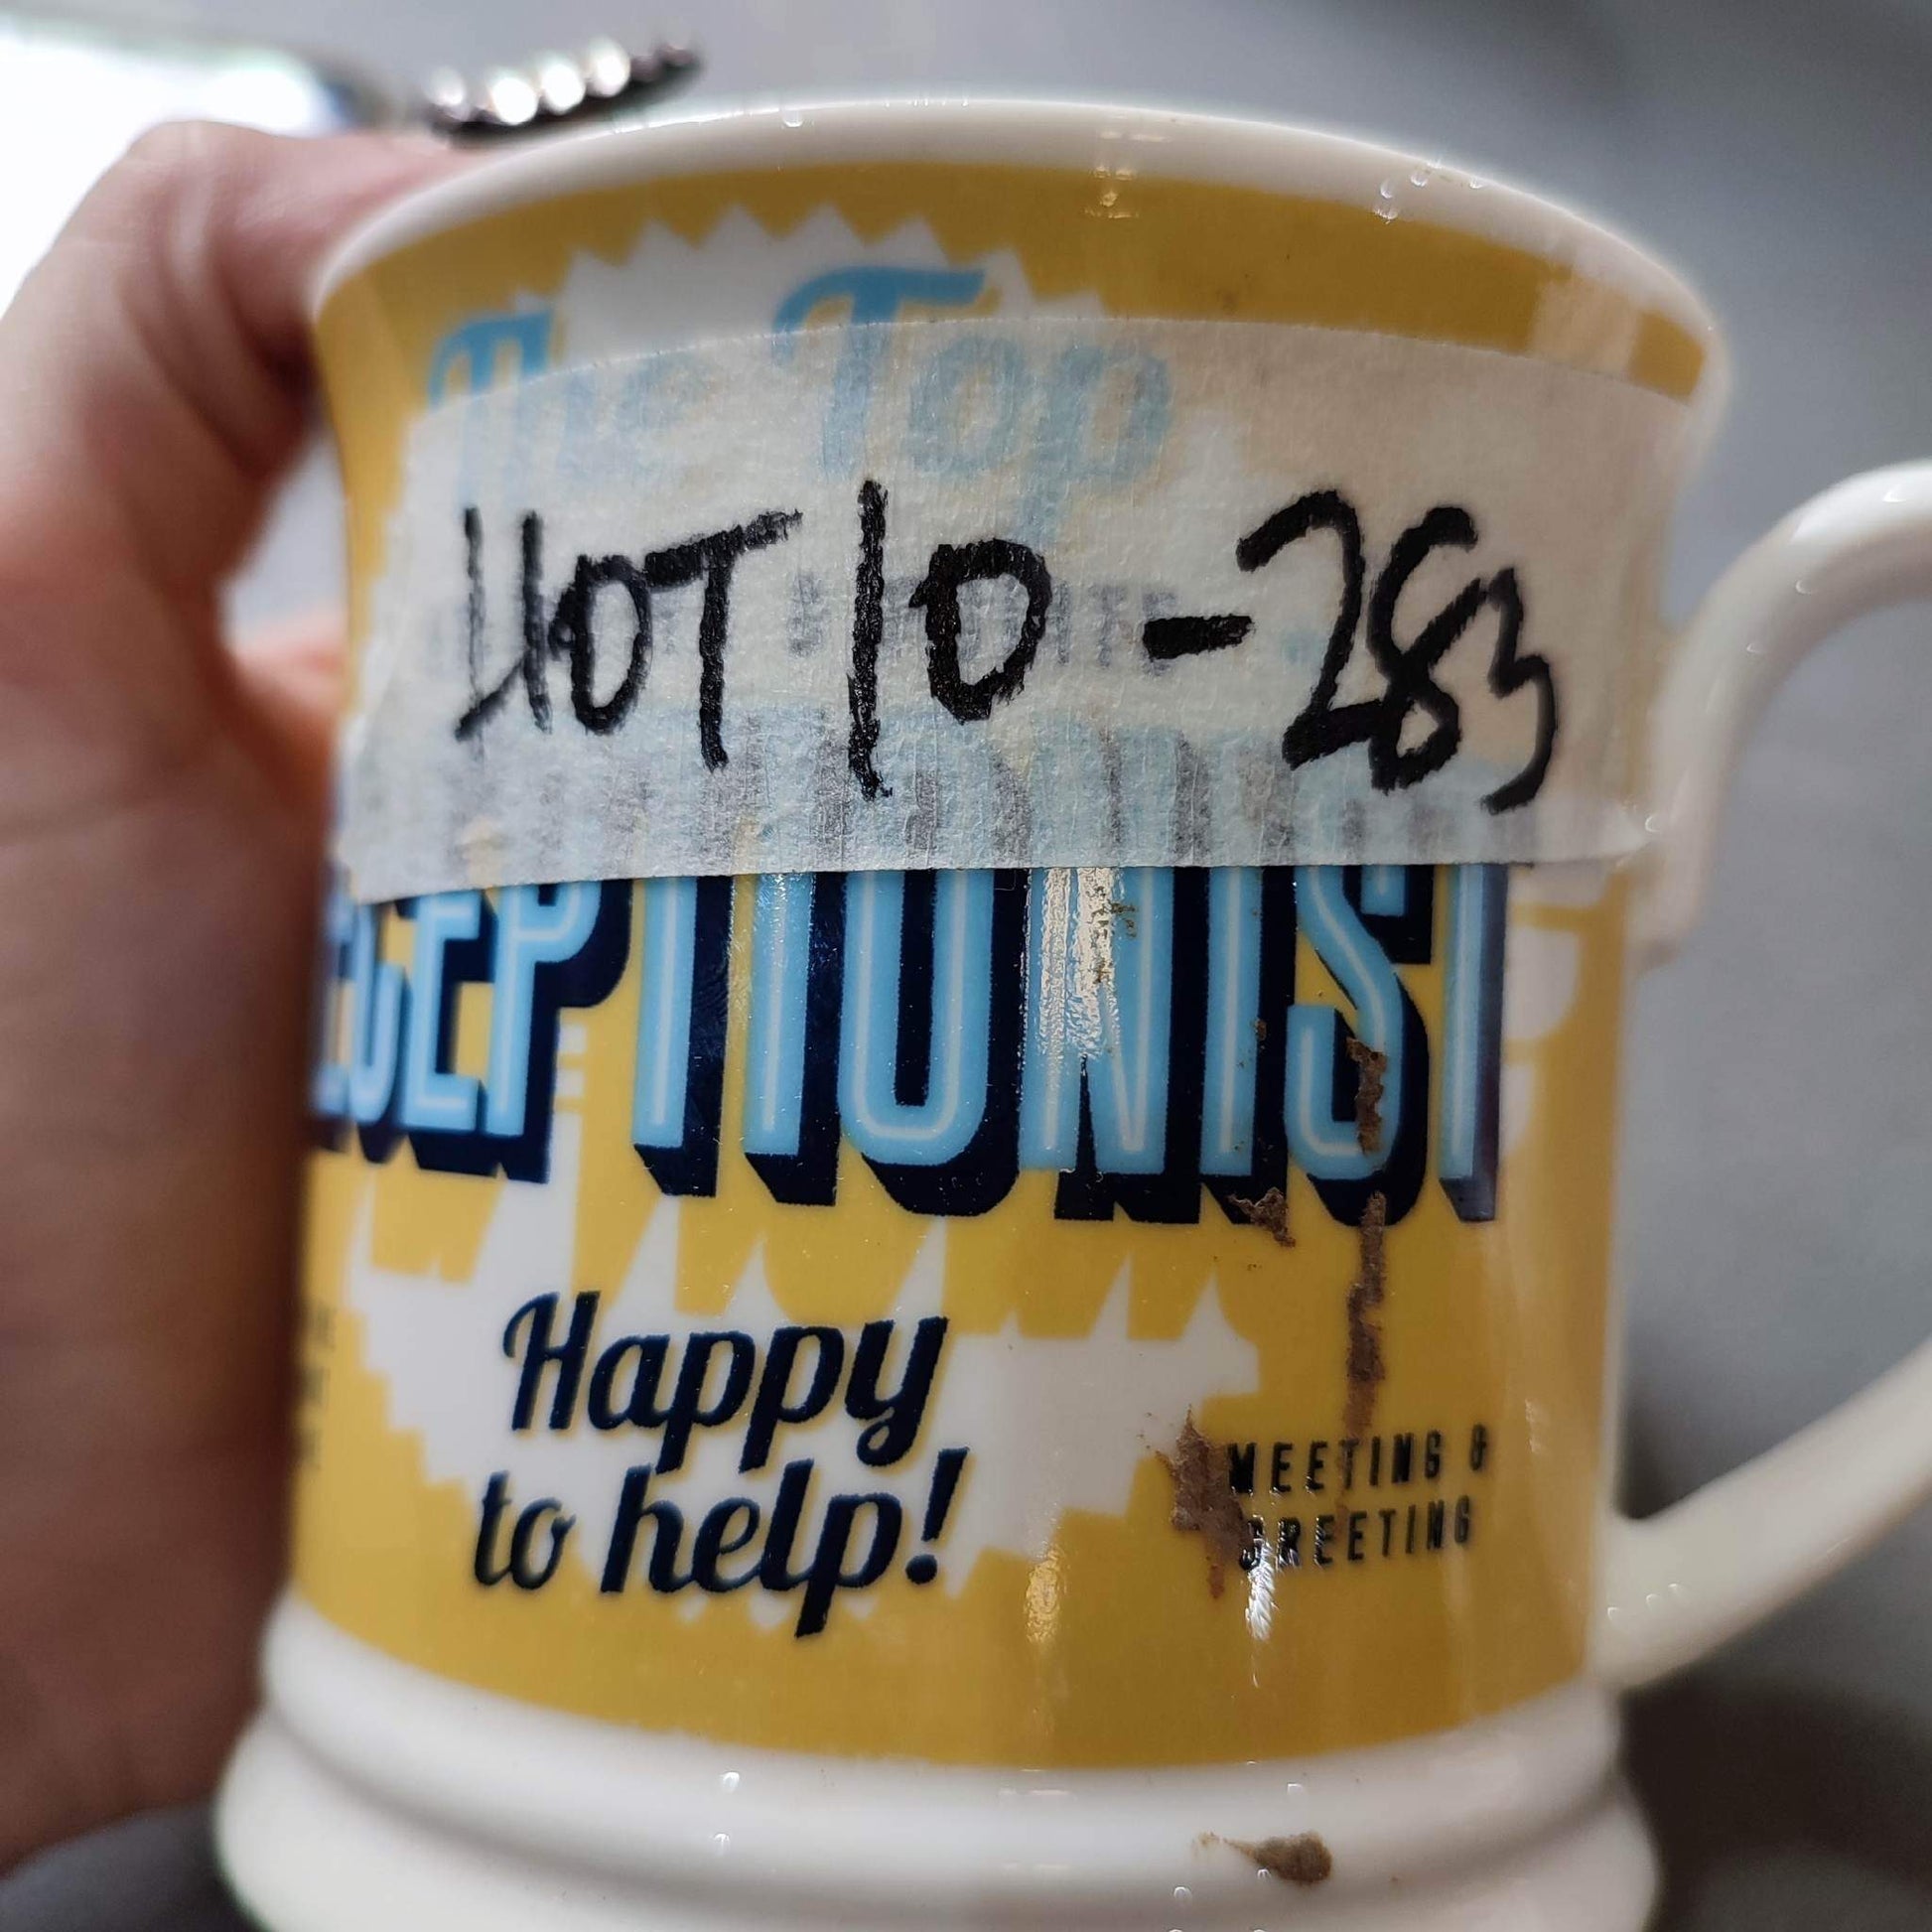 The Top
HOT 10-283
ECEPTIONIST
Happy
to help!
MEETING &
GREETING